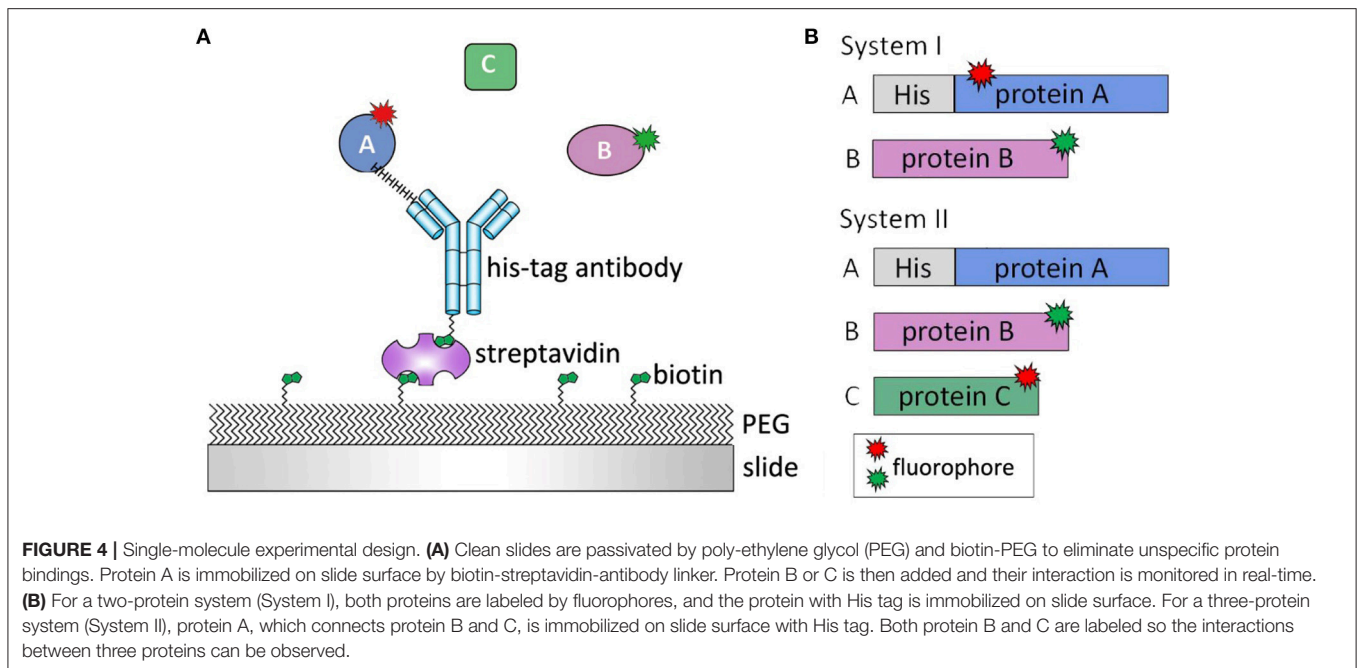 A
C
A
B
his-tag antibody
streptavidin
biotin
PEG
slide
B
System I
A His protein A
B protein B
System II
A His protein A
B protein B
C protein C
fluorophore
FIGURE 4 | Single-molecule experimental design. (A) Clean slides are passivated by poly-ethylene glycol (PEG) and biotin-PEG to eliminate unspecific protein
bindings. Protein A is immobilized on slide surface by biotin-streptavidin-antibody linker. Protein B or C is then added and their interaction is monitored in real-time.
(B) For a two-protein system (System I), both proteins are labeled by fluorophores, and the protein with His tag is immobilized on slide surface. For a three-protein
system (System II), protein A, which connects protein B and C, is immobilized on slide surface with His tag. Both protein B and C are labeled so the interactions
between three proteins can be observed.